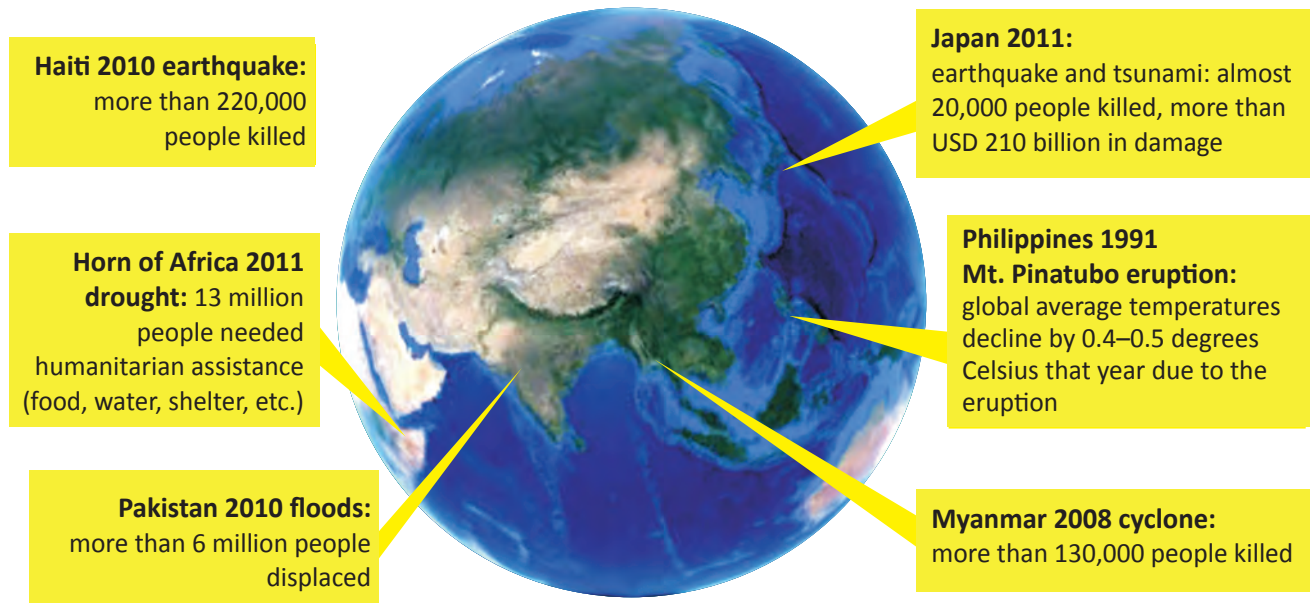 Haiti 2010 earthquake:
more than 220,000
people killed
Japan 2011:
earthquake and tsunami: almost
20,000 people killed, more than
USD 210 billion in damage
Horn of Africa 2011
drought: 13 million
people needed
humanitarian assistance
(food, water, shelter, etc.)
Philippines 1991
Mt. Pinatubo eruption:
global average temperatures
decline by 0.4–0.5 degrees
Celsius that year due to the
eruption
Pakistan 2010 floods:
more than 6 million people
displaced
Myanmar 2008 cyclone:
more than 130,000 people killed